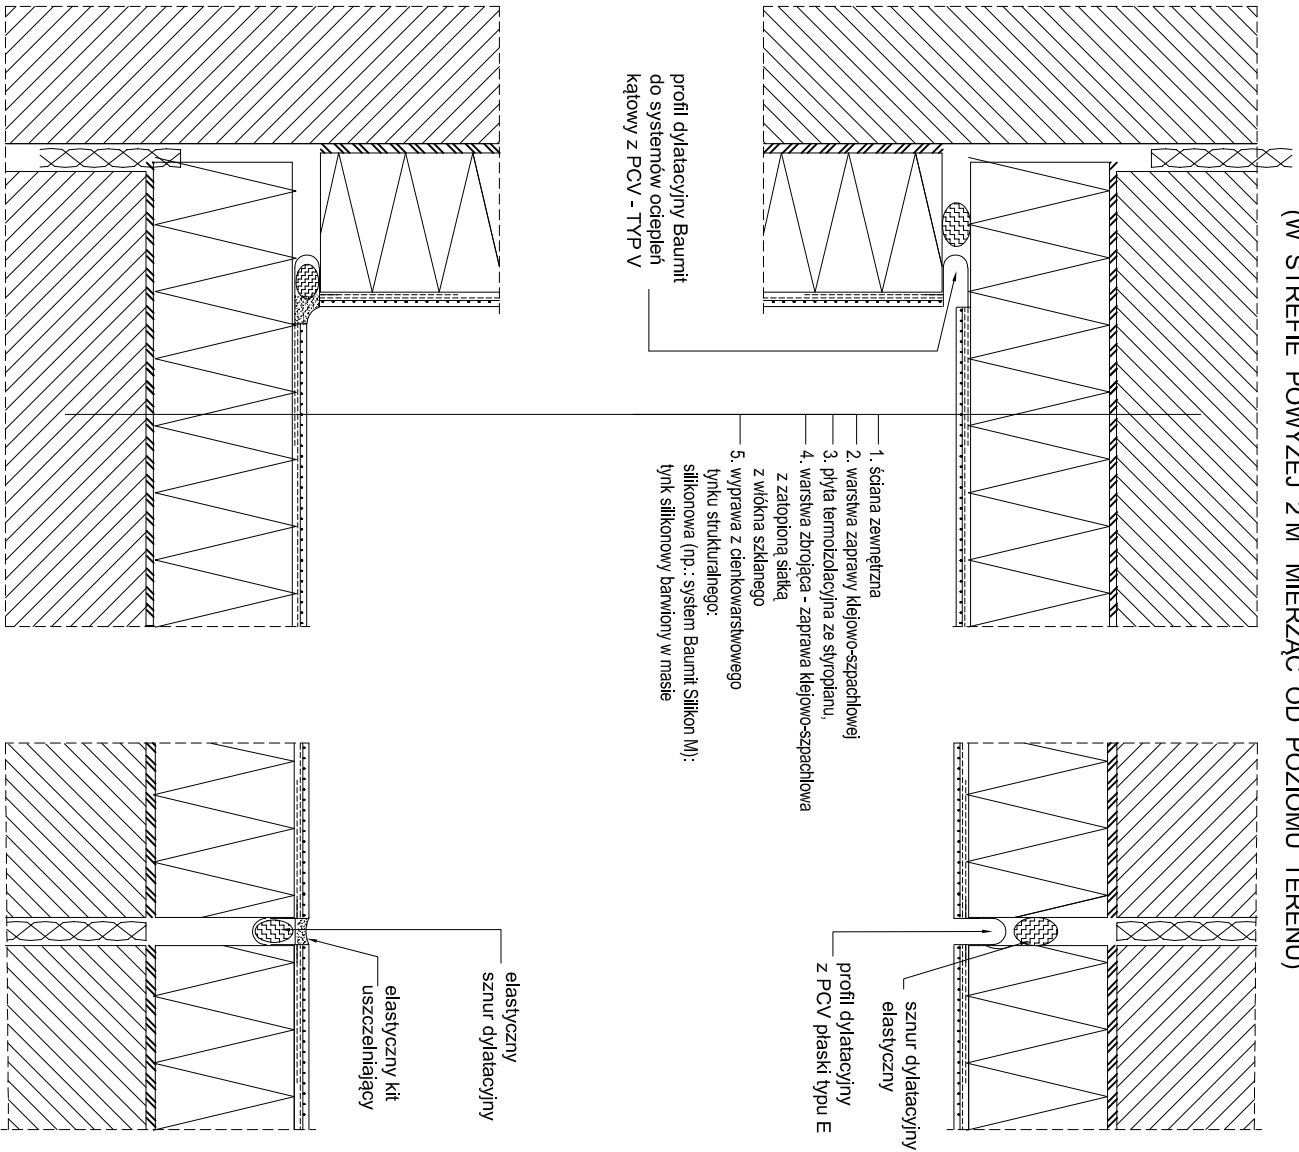 (W STREFIE POWYŻEJ 2 M MIERZĄC OD POZIOMU TERENU)
profil dylatacyjny Baumit
do systemów ociepleń
kątowy z PCV - TYP V
1. ściana zewnętrzna
2. warstwa zaprawy klejowo-szpachlowej
3. płyta termoizolacyjna ze styropianu,
4. warstwa zbrojąca - zaprawa klejowo-szpachlowa
z zatopioną siatką
z włókna szklanego
5. wyprawa z cienkowarstwowego
tynku strukturalnego:
silikonowa (np.: system Baumit Silikon M):
tynk silikonowy barwiony w masie
sznur dylatacyjny
elastyczny
profil dylatacyjny
z PCV płaski typu E
elastyczny
sznur dylatacyjny
elastyczny kit
uszczelniający